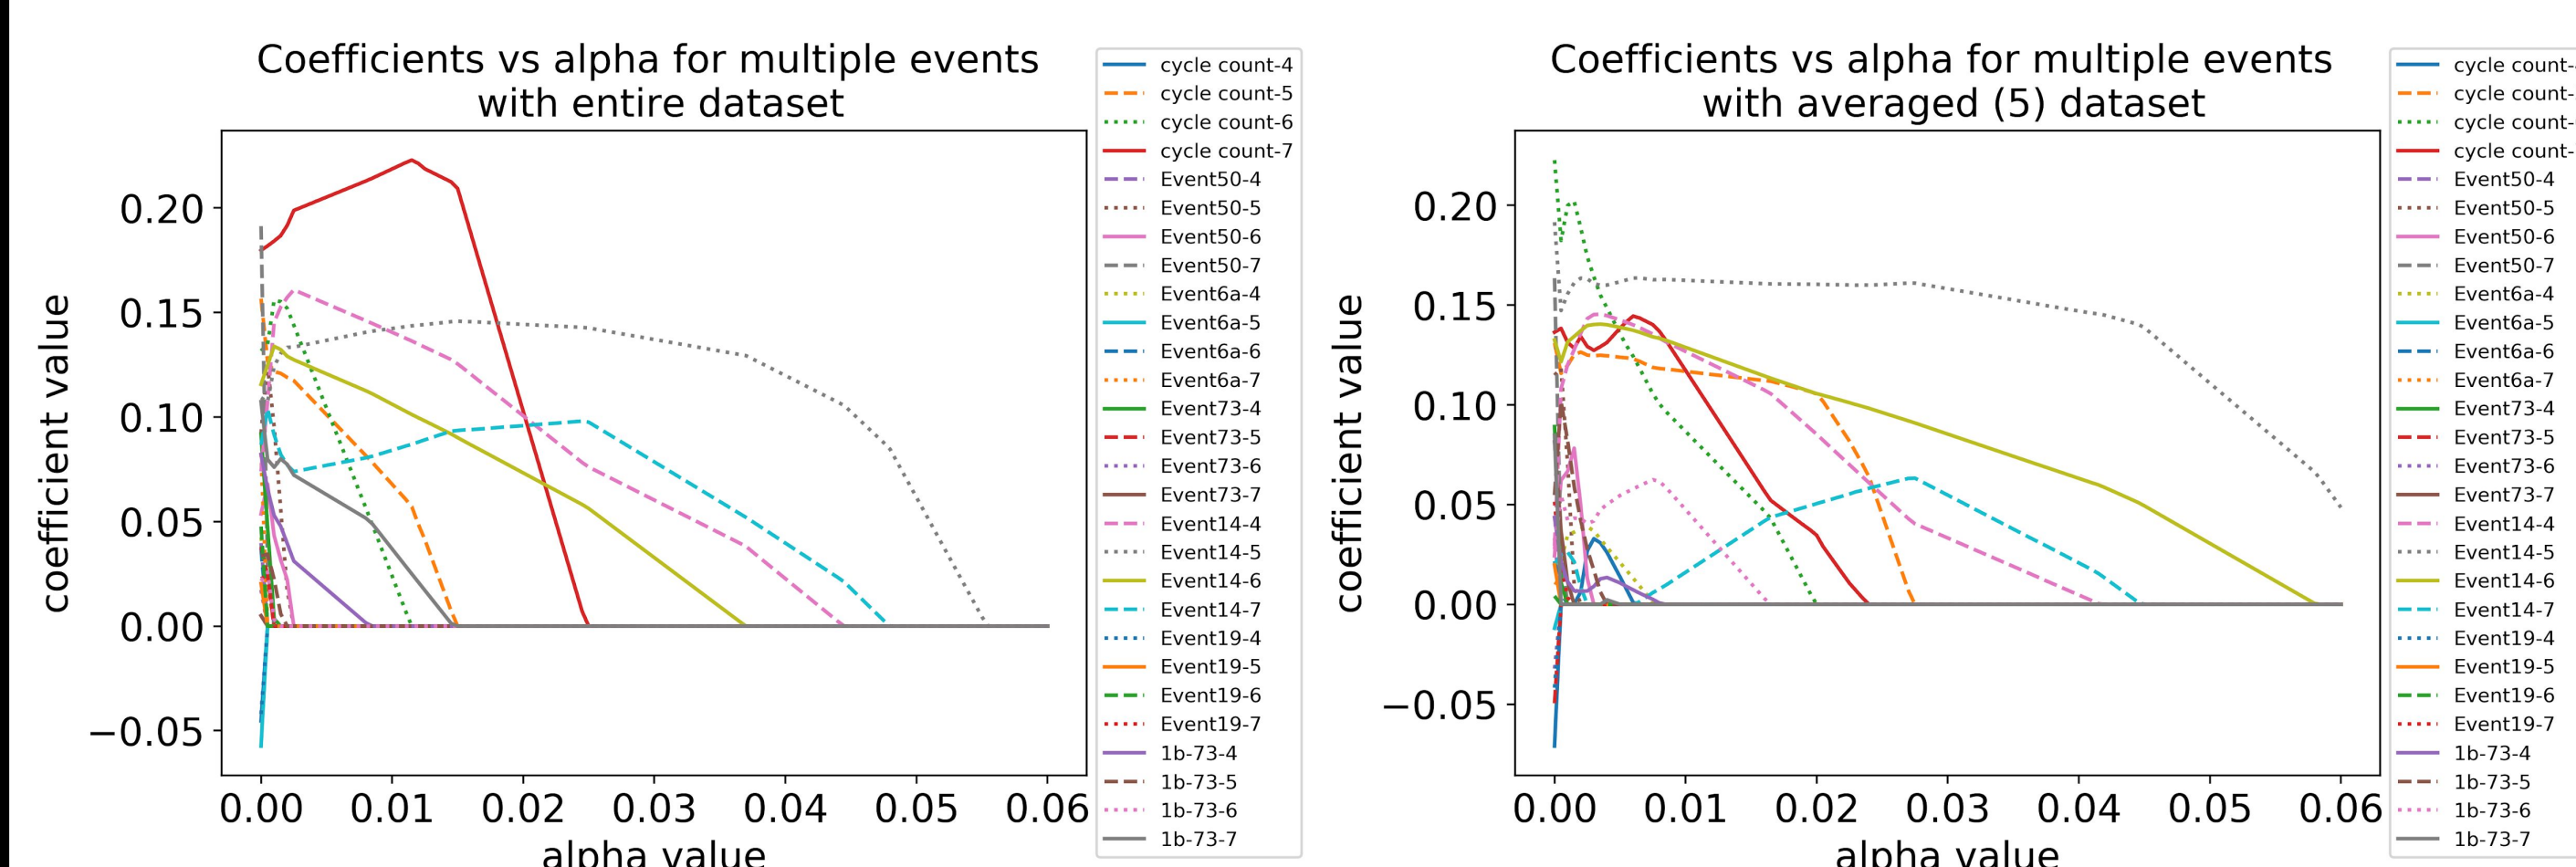 Coefficients vs alpha for multiple events
with entire dataset
coefficient value
0.20
0.15
0.10
0.05
0.00
−0.05
0.00 0.01 0.02 0.03 0.04 0.05 0.06
alpha value
cycle count-4
cycle count-5
cycle count-6
cycle count-7
Event50-4
Event50-5
Event50-6
Event50-7
Event6a-4
Event6a-5
Event6a-6
Event6a-7
Event73-4
Event73-5
Event73-6
Event73-7
Event14-4
Event14-5
Event14-6
Event14-7
Event19-4
Event19-5
Event19-6
Event19-7
1b-73-4
1b-73-5
1b-73-6
1b-73-7
Coefficients vs alpha for multiple events
with averaged (5) dataset
coefficient value
0.20
0.15
0.10
0.05
0.00
−0.05
0.00 0.01 0.02 0.03 0.04 0.05 0.06
alpha value
cycle count-
cycle count-
cycle count-
cycle count-
Event50-4
Event50-5
Event50-6
Event50-7
Event6a-4
Event6a-5
Event6a-6
Event6a-7
Event73-4
Event73-5
Event73-6
Event73-7
Event14-4
Event14-5
Event14-6
Event14-7
Event19-4
Event19-5
Event19-6
Event19-7
1b-73-4
1b-73-5
1b-73-6
1b-73-7